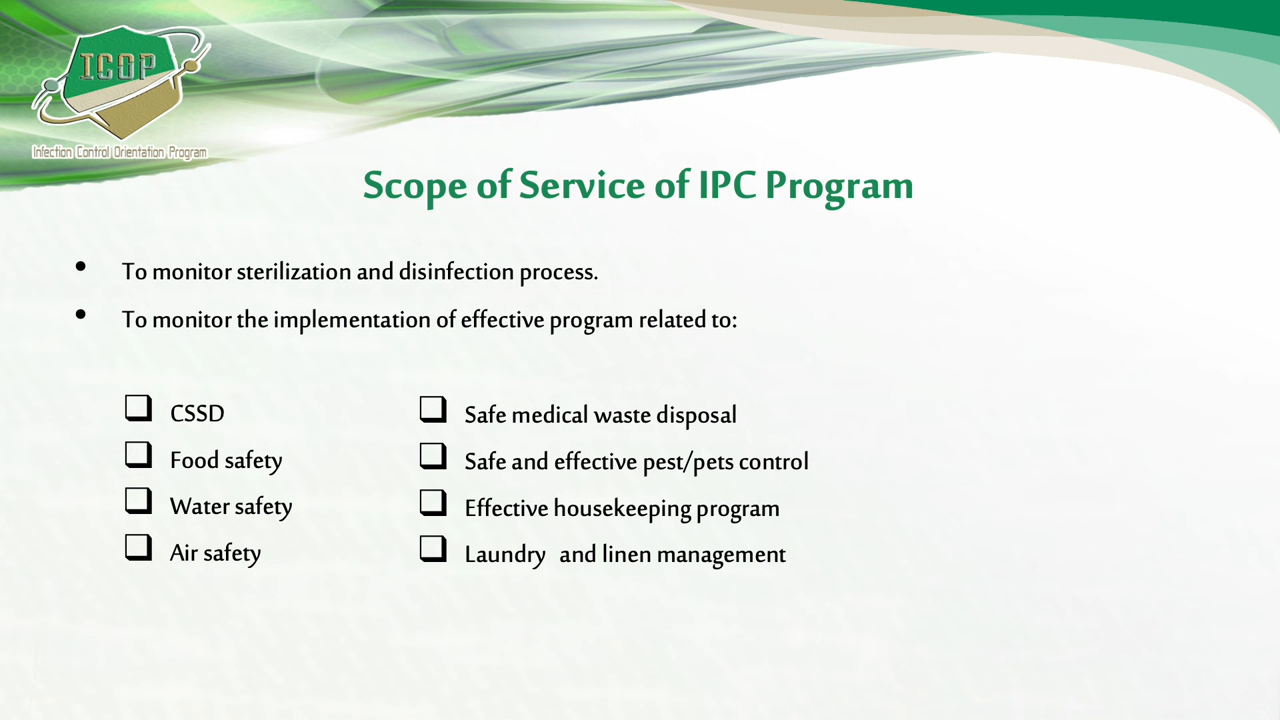 ICOP
Infection Control Orientation Program
Scope of Service of IPC Program
• To monitor sterilization and disinfection process.
• To monitor the implementation of effective program related to:
❑ CSSD
❑ Food safety
❑ Water safety
❑ Air safety
❑ Safe medical waste disposal
❑ Safe and effective pest/pets control
❑ Effective housekeeping program
❑ Laundry and linen management